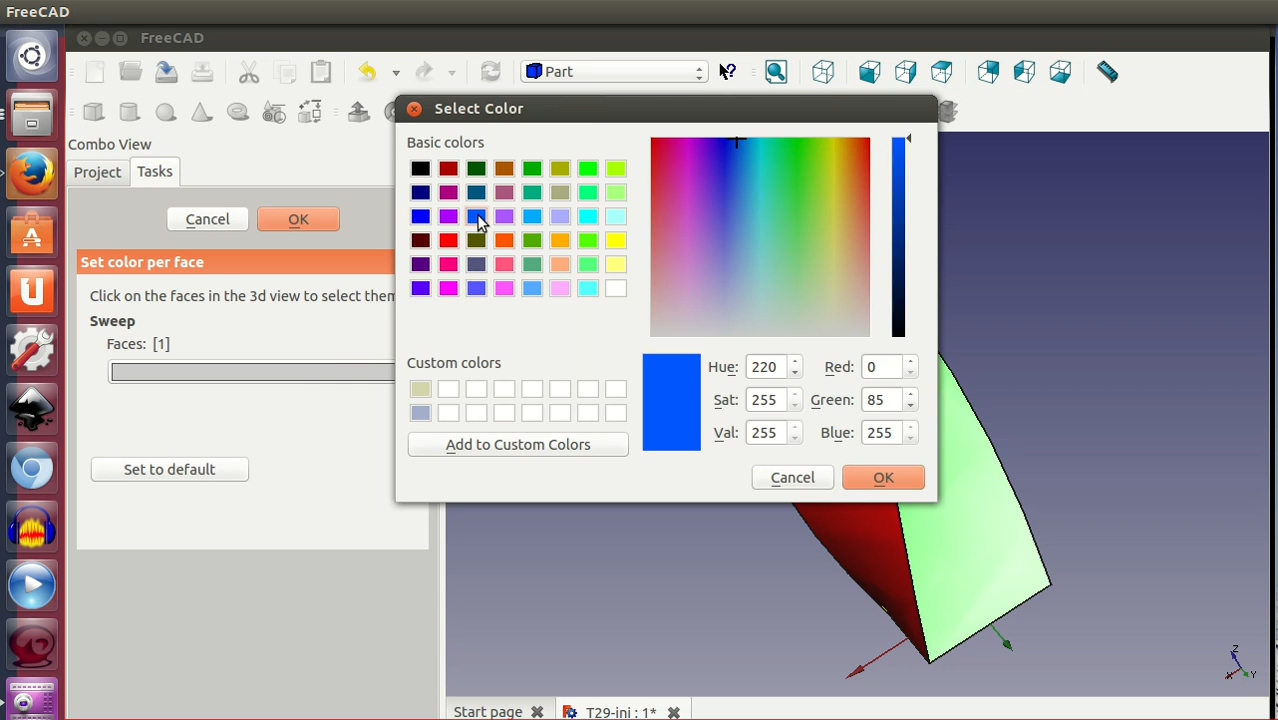 FreeCAD
FreeCAD
Part
Combo View
Project
Tasks
Cancel
OK
Set color per face
Click on the faces in the 3d view to select them
Sweep
Faces: [1]
Set to default
Select Color
Basic colors
Custom colors
Add to Custom Colors
Hue: 220
Red: 0
Sat: 255
Green: 85
Val: 255
Blue: 255
Cancel
OK
Start page
T29-ini : 1*
Z
X
Y